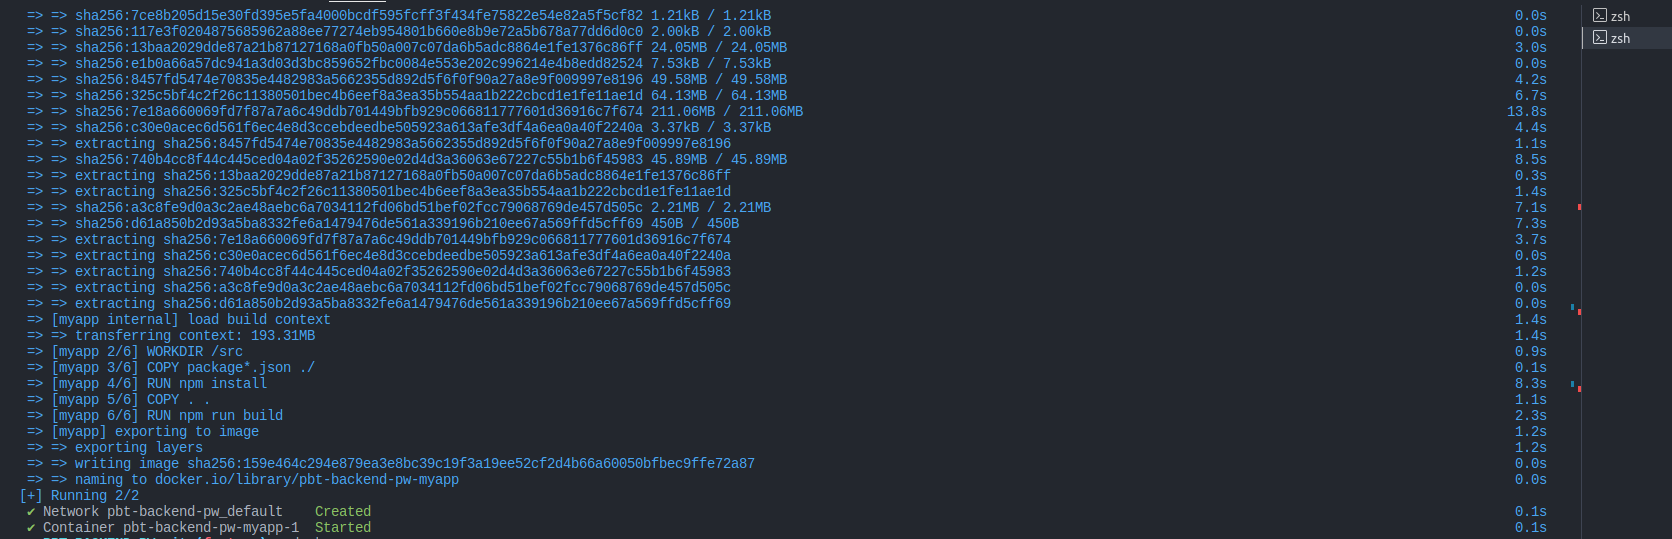 => => sha256:7ce8b205d15e30fd395e5fa4000bcdf595fcff3f434fe75822e54e82a5f5cf82 1.21kB / 1.21kB 0.0s
=> => sha256:117e3f0204875685962a88ee77274eb954801b660e8b9e72a5b678a77dd6d0c0 2.00kB / 2.00kB 0.0s
=> => sha256:13baa2029dde87a21b87127168a0fb50a007c07da6b5adc8864e1fe1376c86ff 24.05MB / 24.05MB 3.0s
=> => sha256:e1b0a66a57dc941a3d03d3bc859652fbc0084e553e202c996214e4b8edd82524 7.53kB / 7.53kB 0.0s
=> => sha256:8457fd5474e70835e4482983a5662355d892d5f6f0f90a27a8e9f009997e8196 49.58MB / 49.58MB 4.2s
=> => sha256:325c5bf4c2f26c11380501bec4b6eef8a3ea35b554aa1b222cbcd1e1fe11ae1d 64.13MB / 64.13MB 6.7s
=> => sha256:7e18a660069fd7f87a7a6c49ddb701449bfb929c066811777601d36916c7f674 211.06MB / 211.06MB 13.8s
=> => sha256:c30e0acec6d561f6ec4e8d3ccebdeedbe505923a613afe3df4a6ea0a40f2240a 3.37kB / 3.37kB 4.4s
=> => extracting sha256:8457fd5474e70835e4482983a5662355d892d5f6f0f90a27a8e9f009997e8196 1.1s
=> => sha256:740b4cc8f44c445ced04a02f35262590e02d4d3a36063e67227c55b1b6f45983 45.89MB / 45.89MB 8.5s
=> => extracting sha256:13baa2029dde87a21b87127168a0fb50a007c07da6b5adc8864e1fe1376c86ff 0.3s
=> => extracting sha256:325c5bf4c2f26c11380501bec4b6eef8a3ea35b554aa1b222cbcd1e1fe11ae1d 1.4s
=> => sha256:a3c8fe9d0a3c2ae48aebc6a7034112fd06bd51bef02fcc79068769de457d505c 2.21MB / 2.21MB 7.1s
=> => sha256:d61a850b2d93a5ba8332fe6a1479476de561a339196b210ee67a569ffd5cff69 450B / 450B 7.3s
=> => extracting sha256:7e18a660069fd7f87a7a6c49ddb701449bfb929c066811777601d36916c7f674 3.7s
=> => extracting sha256:c30e0acec6d561f6ec4e8d3ccebdeedbe505923a613afe3df4a6ea0a40f2240a 0.0s
=> => extracting sha256:740b4cc8f44c445ced04a02f35262590e02d4d3a36063e67227c55b1b6f45983 1.2s
=> => extracting sha256:a3c8fe9d0a3c2ae48aebc6a7034112fd06bd51bef02fcc79068769de457d505c 0.0s
=> => extracting sha256:d61a850b2d93a5ba8332fe6a1479476de561a339196b210ee67a569ffd5cff69 0.0s
=> [myapp internal] load build context 1.4s
=> => transferring context: 193.31MB 1.4s
=> [myapp 2/6] WORKDIR /src 0.9s
=> [myapp 3/6] COPY package*.json ./ 0.1s
=> [myapp 4/6] RUN npm install 8.3s
=> [myapp 5/6] COPY . . 1.1s
=> [myapp 6/6] RUN npm run build 2.3s
=> [myapp] exporting to image 1.2s
=> => exporting layers 1.2s
=> => writing image sha256:159e464c294e879ea3e8bc39c19f3a19ee52cf2d4b66a60050bfbec9ffe72a87 0.0s
=> => naming to docker.io/library/pbt-backend-pw-myapp 0.0s
[+] Running 2/2
✔ Network pbt-backend-pw_default Created 0.1s
✔ Container pbt-backend-pw-myapp-1 Started 0.1s
zsh
zsh